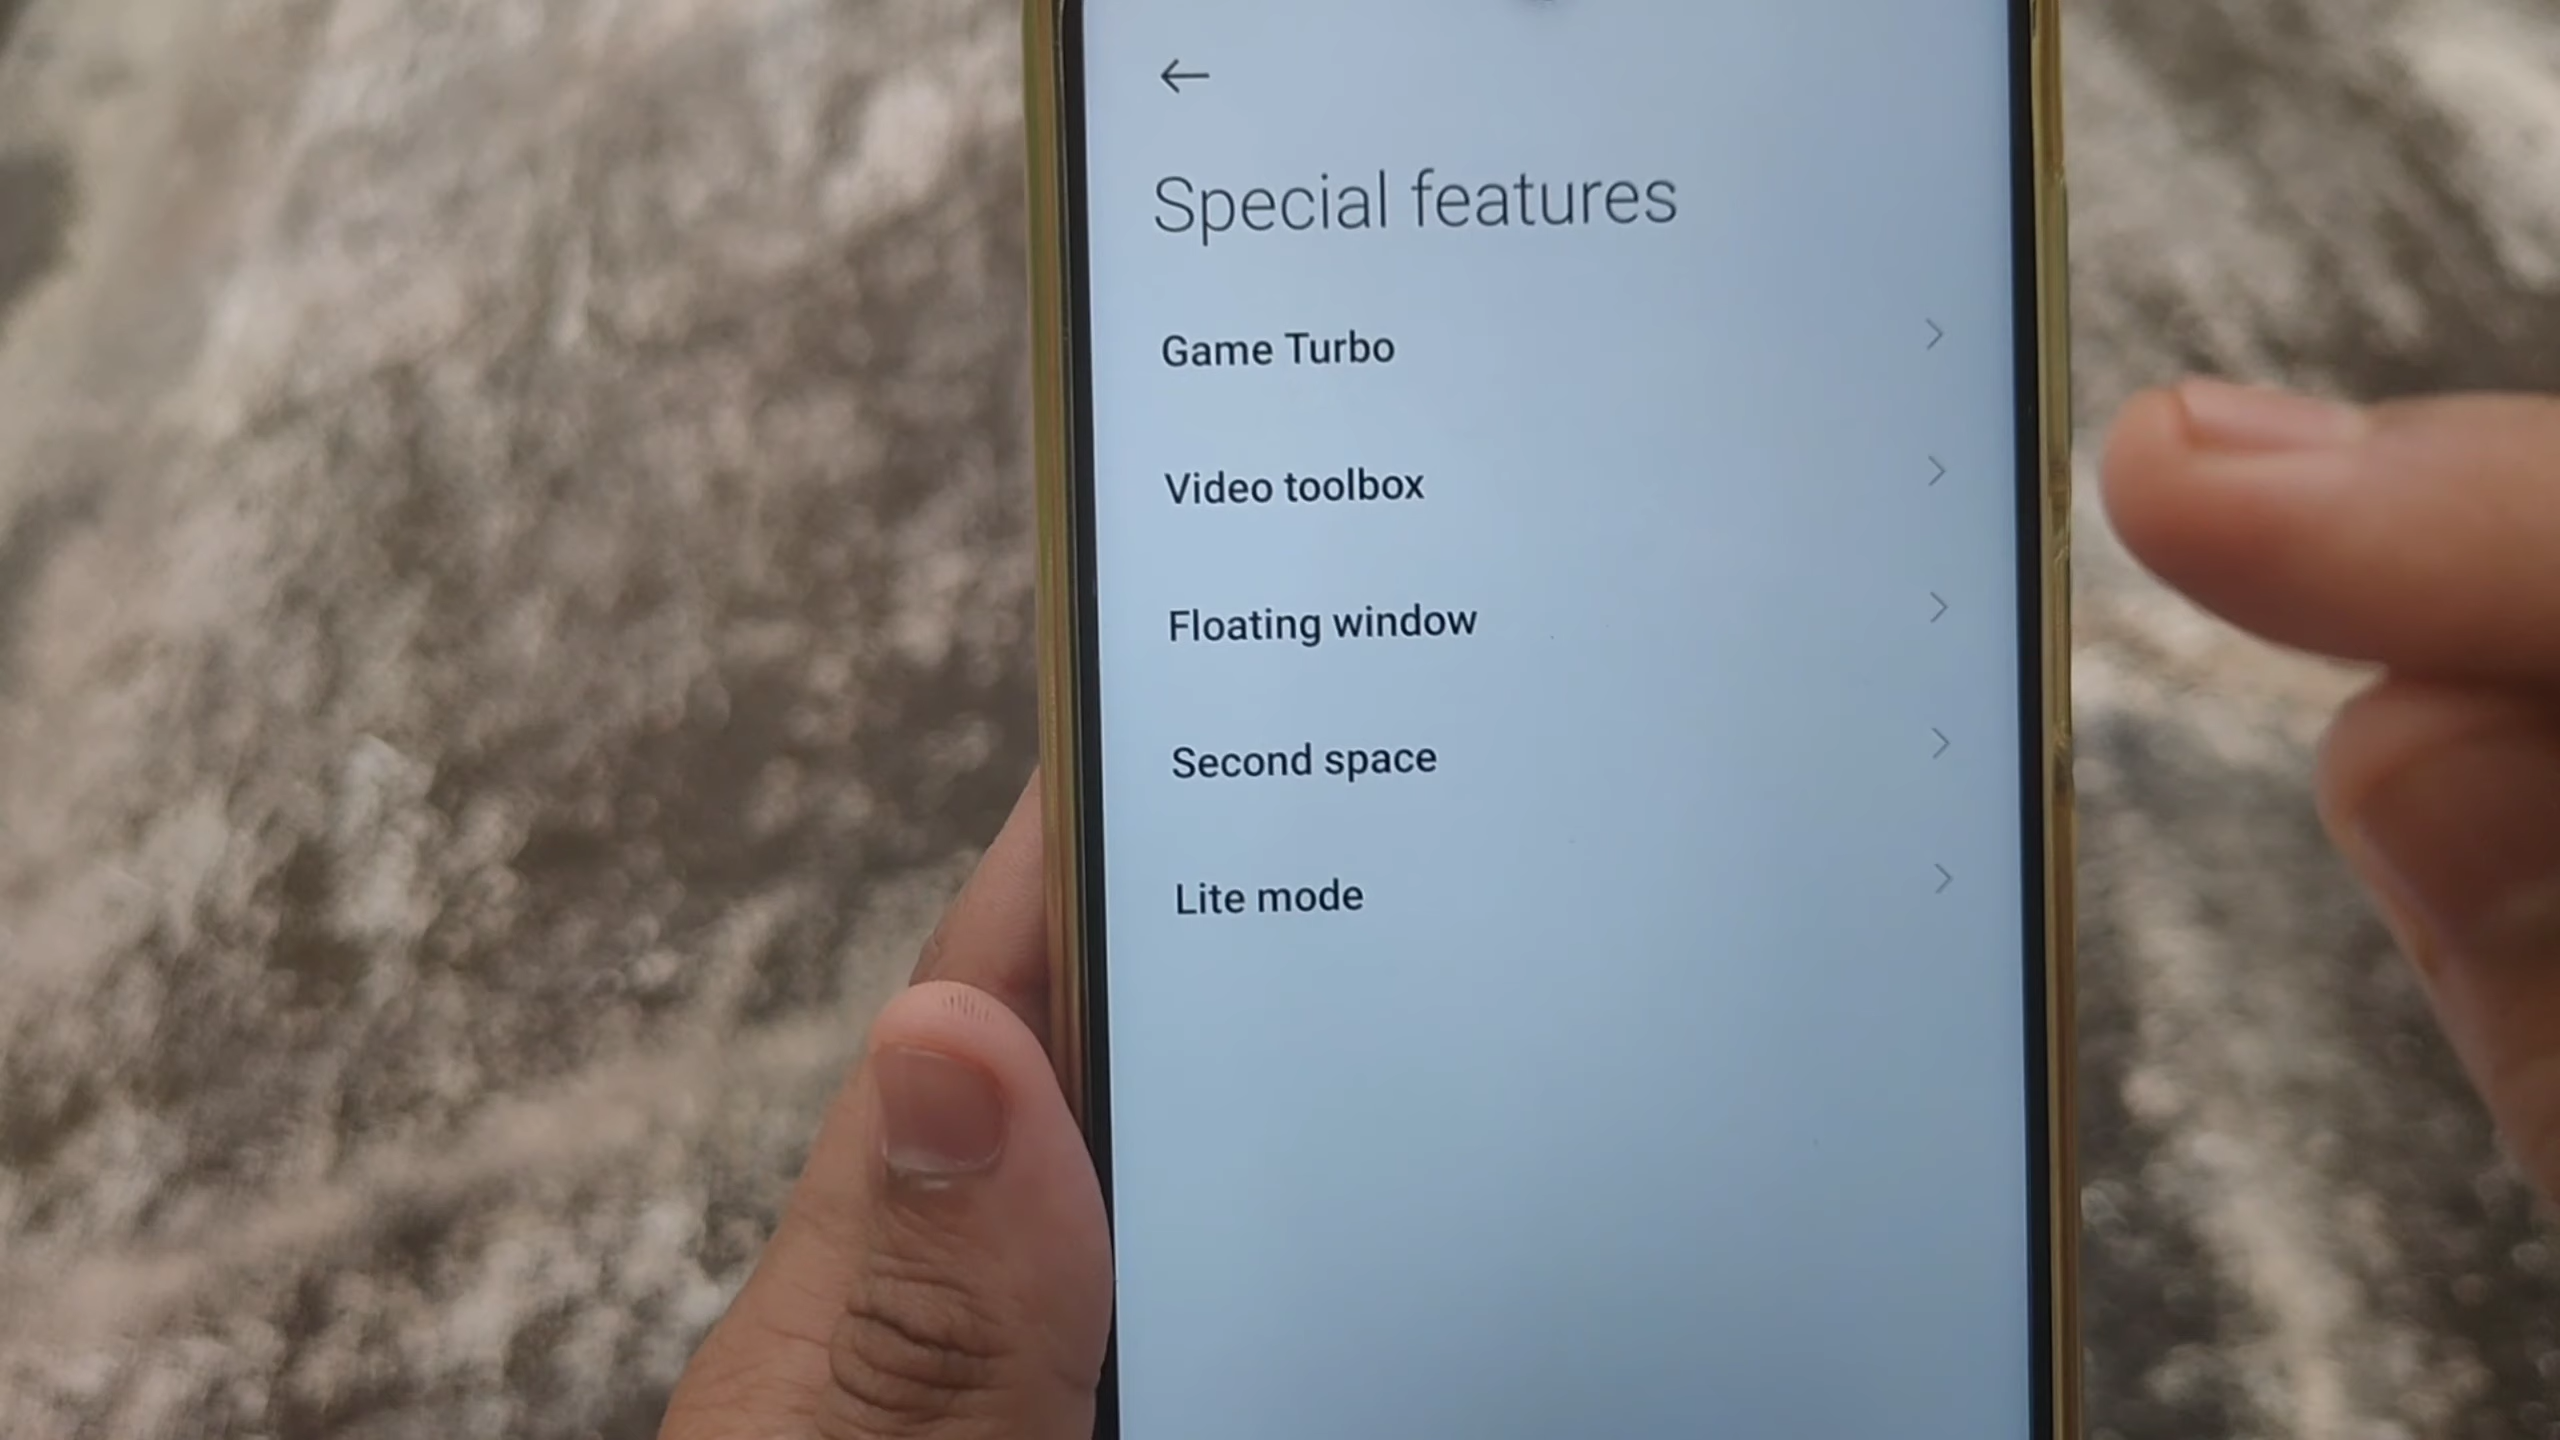 Special features
Game Turbo
Video toolbox
Floating window
Second space
Lite mode